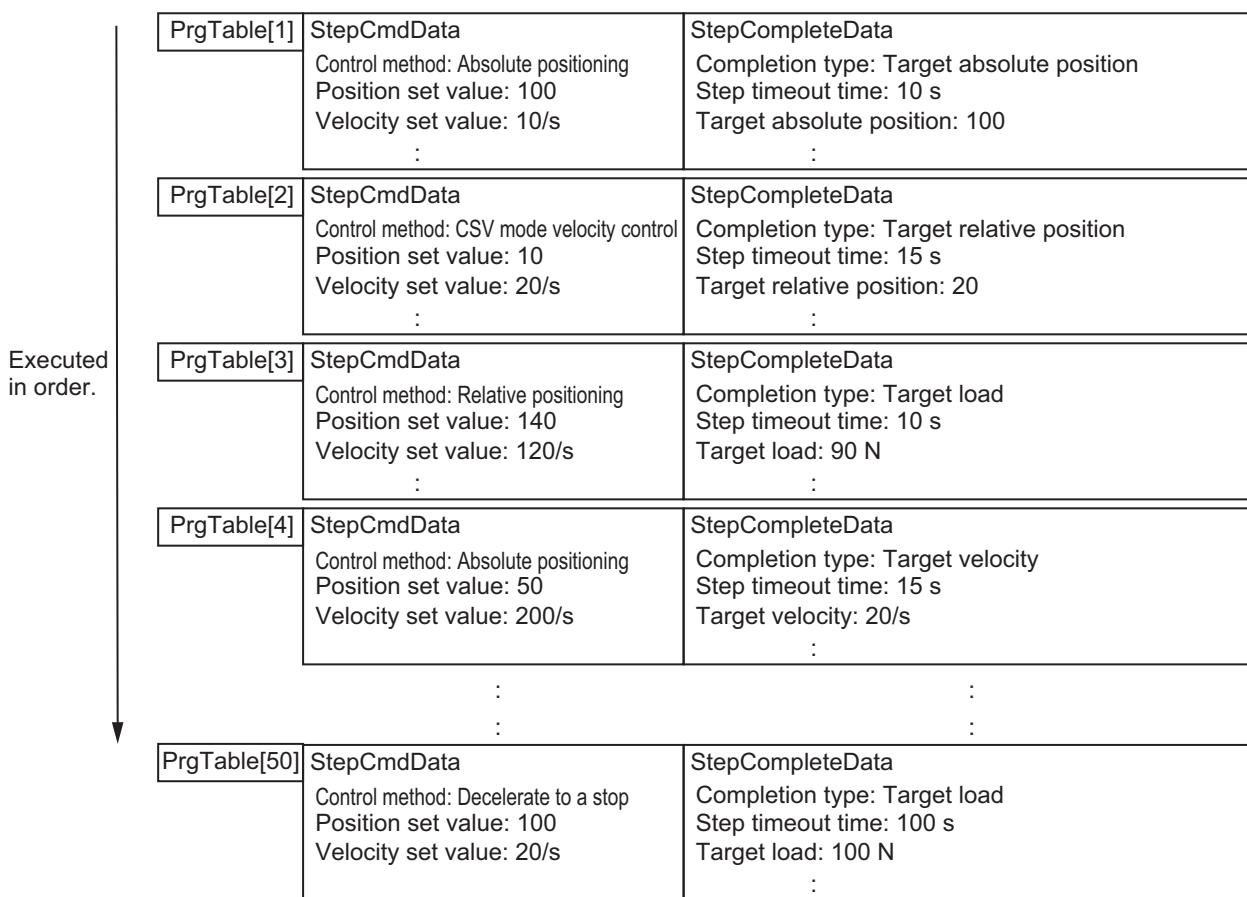 PrgTable[1] StepCmdData StepCompleteData
Control method: Absolute positioning Completion type: Target absolute position
Position set value: 100 Step timeout time: 10 s
Velocity set value: 10/s Target absolute position: 100
: :
PrgTable[2] StepCmdData StepCompleteData
Control method: CSV mode velocity control Completion type: Target relative position
Position set value: 10 Step timeout time: 15 s
Velocity set value: 20/s Target relative position: 20
: :
Executed
in order.
PrgTable[3] StepCmdData StepCompleteData
Control method: Relative positioning Completion type: Target load
Position set value: 140 Step timeout time: 10 s
Velocity set value: 120/s Target load: 90 N
: :
PrgTable[4] StepCmdData StepCompleteData
Control method: Absolute positioning Completion type: Target velocity
Position set value: 50 Step timeout time: 15 s
Velocity set value: 200/s Target velocity: 20/s
:
: :
: :
PrgTable[50] StepCmdData StepCompleteData
Control method: Decelerate to a stop Completion type: Target load
Position set value: 100 Step timeout time: 100 s
Velocity set value: 20/s Target load: 100 N
: